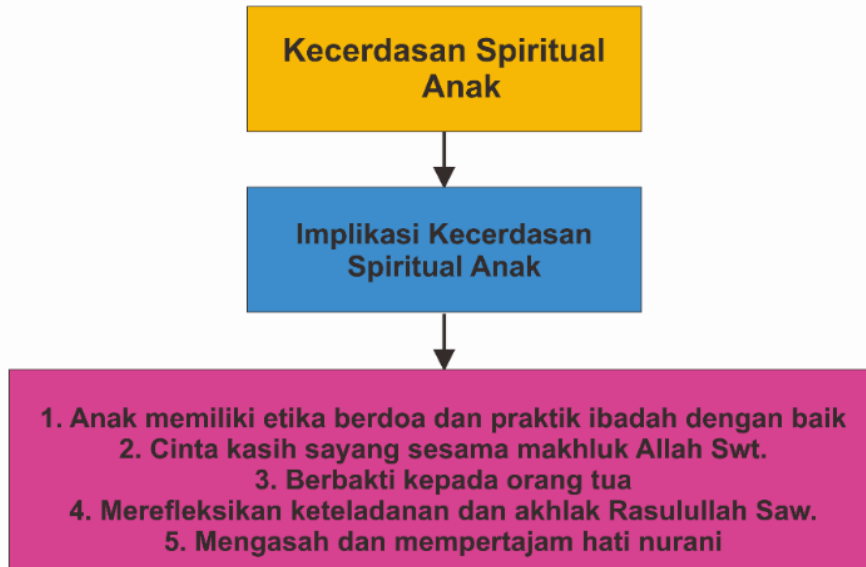 Kecerdasan Spiritual
Anak
Implikasi Kecerdasan
Spiritual Anak
1. Anak memiliki etika berdoa dan praktik ibadah dengan baik
2. Cinta kasih sayang sesama makhluk Allah Swt.
3. Berbakti kepada orang tua
4. Merefleksikan keteladanan dan akhlak Rasulullah Saw.
5. Mengasah dan mempertajam hati nurani